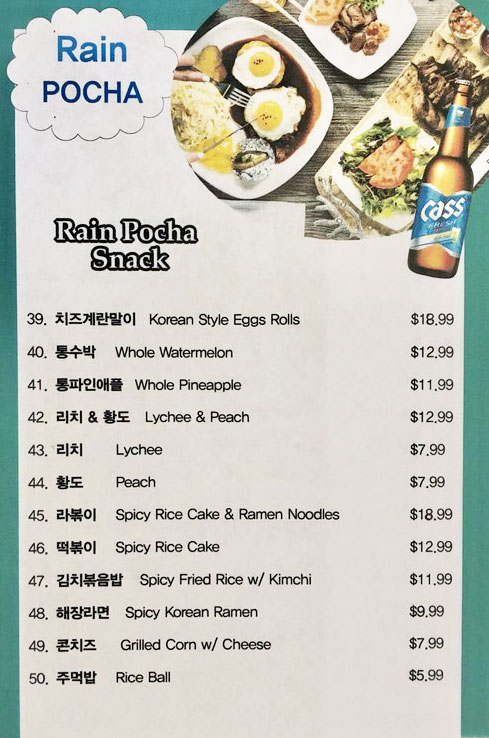 Rain
POCHA
Cass
FRESH
Rain Pocha
Snack
39. 치즈계란말이 Korean Style Eggs Rolls $18.99
40. 통수박 Whole Watermelon $12.99
41. 통파인애플 Whole Pineapple $11.99
42. 리치 & 황도 Lychee & Peach $12.99
43. 리치 Lychee $7.99
44. 황도 Peach $7.99
45. 라볶이 Spicy Rice Cake & Ramen Noodles $18.99
46. 떡볶이 Spicy Rice Cake $12.99
47. 김치볶음밥 Spicy Fried Rice w/ Kimchi $11.99
48. 해장라면 Spicy Korean Ramen $9.99
49. 콘치즈 Grilled Corn w/ Cheese $7.99
50. 주먹밥 Rice Ball $5.99